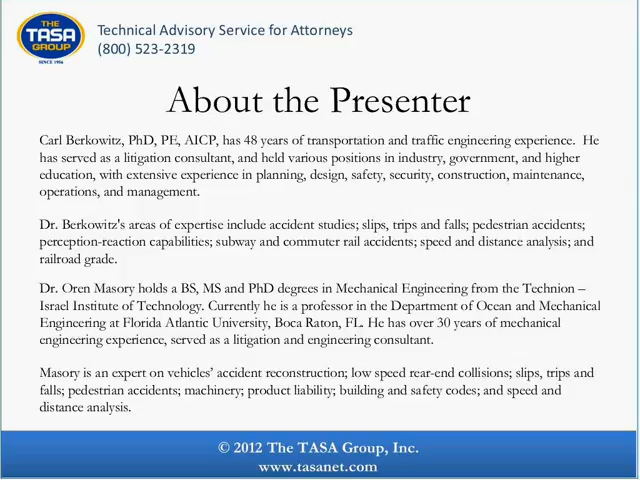 THE
TASA
GROUP
SINCE 1956
Technical Advisory Service for Attorneys
(800) 523-2319
About the Presenter
Carl Berkowitz, PhD, PE, AICP, has 48 years of transportation and traffic engineering experience.  He
has served as a litigation consultant, and held various positions in industry, government, and higher
education, with extensive experience in planning, design, safety, security, construction, maintenance,
operations, and management.
Dr. Berkowitz's areas of expertise include accident studies; slips, trips and falls; pedestrian accidents;
perception-reaction capabilities; subway and commuter rail accidents; speed and distance analysis; and
railroad grade.
Dr. Oren Masory holds a BS, MS and PhD degrees in Mechanical Engineering from the Technion –
Israel Institute of Technology. Currently he is a professor in the Department of Ocean and Mechanical
Engineering at Florida Atlantic University, Boca Raton, FL. He has over 30 years of mechanical
engineering experience, served as a litigation and engineering consultant.
Masory is an expert on vehicles’ accident reconstruction; low speed rear-end collisions; slips, trips and
falls; pedestrian accidents; machinery; product liability; building and safety codes; and speed and
distance analysis.
© 2012 The TASA Group, Inc.
www.tasanet.com